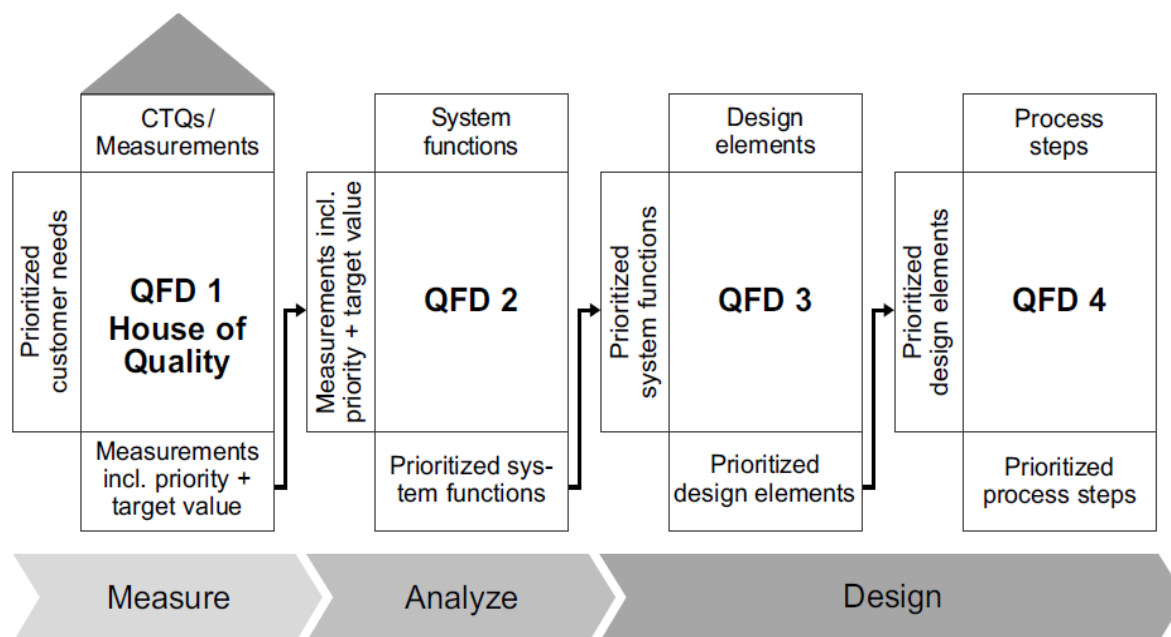 CTQs/
Measurements
Prioritized
customer needs
QFD 1
House of
Quality
Measurements
incl. priority +
target value
System
functions
Measurements incl.
priority + target value
QFD 2
Prioritized sys-
tem functions
Design
elements
Prioritized
system functions
QFD 3
Prioritized
design elements
Process
steps
Prioritized
design elements
QFD 4
Prioritized
process steps
Measure
Analyze
Design